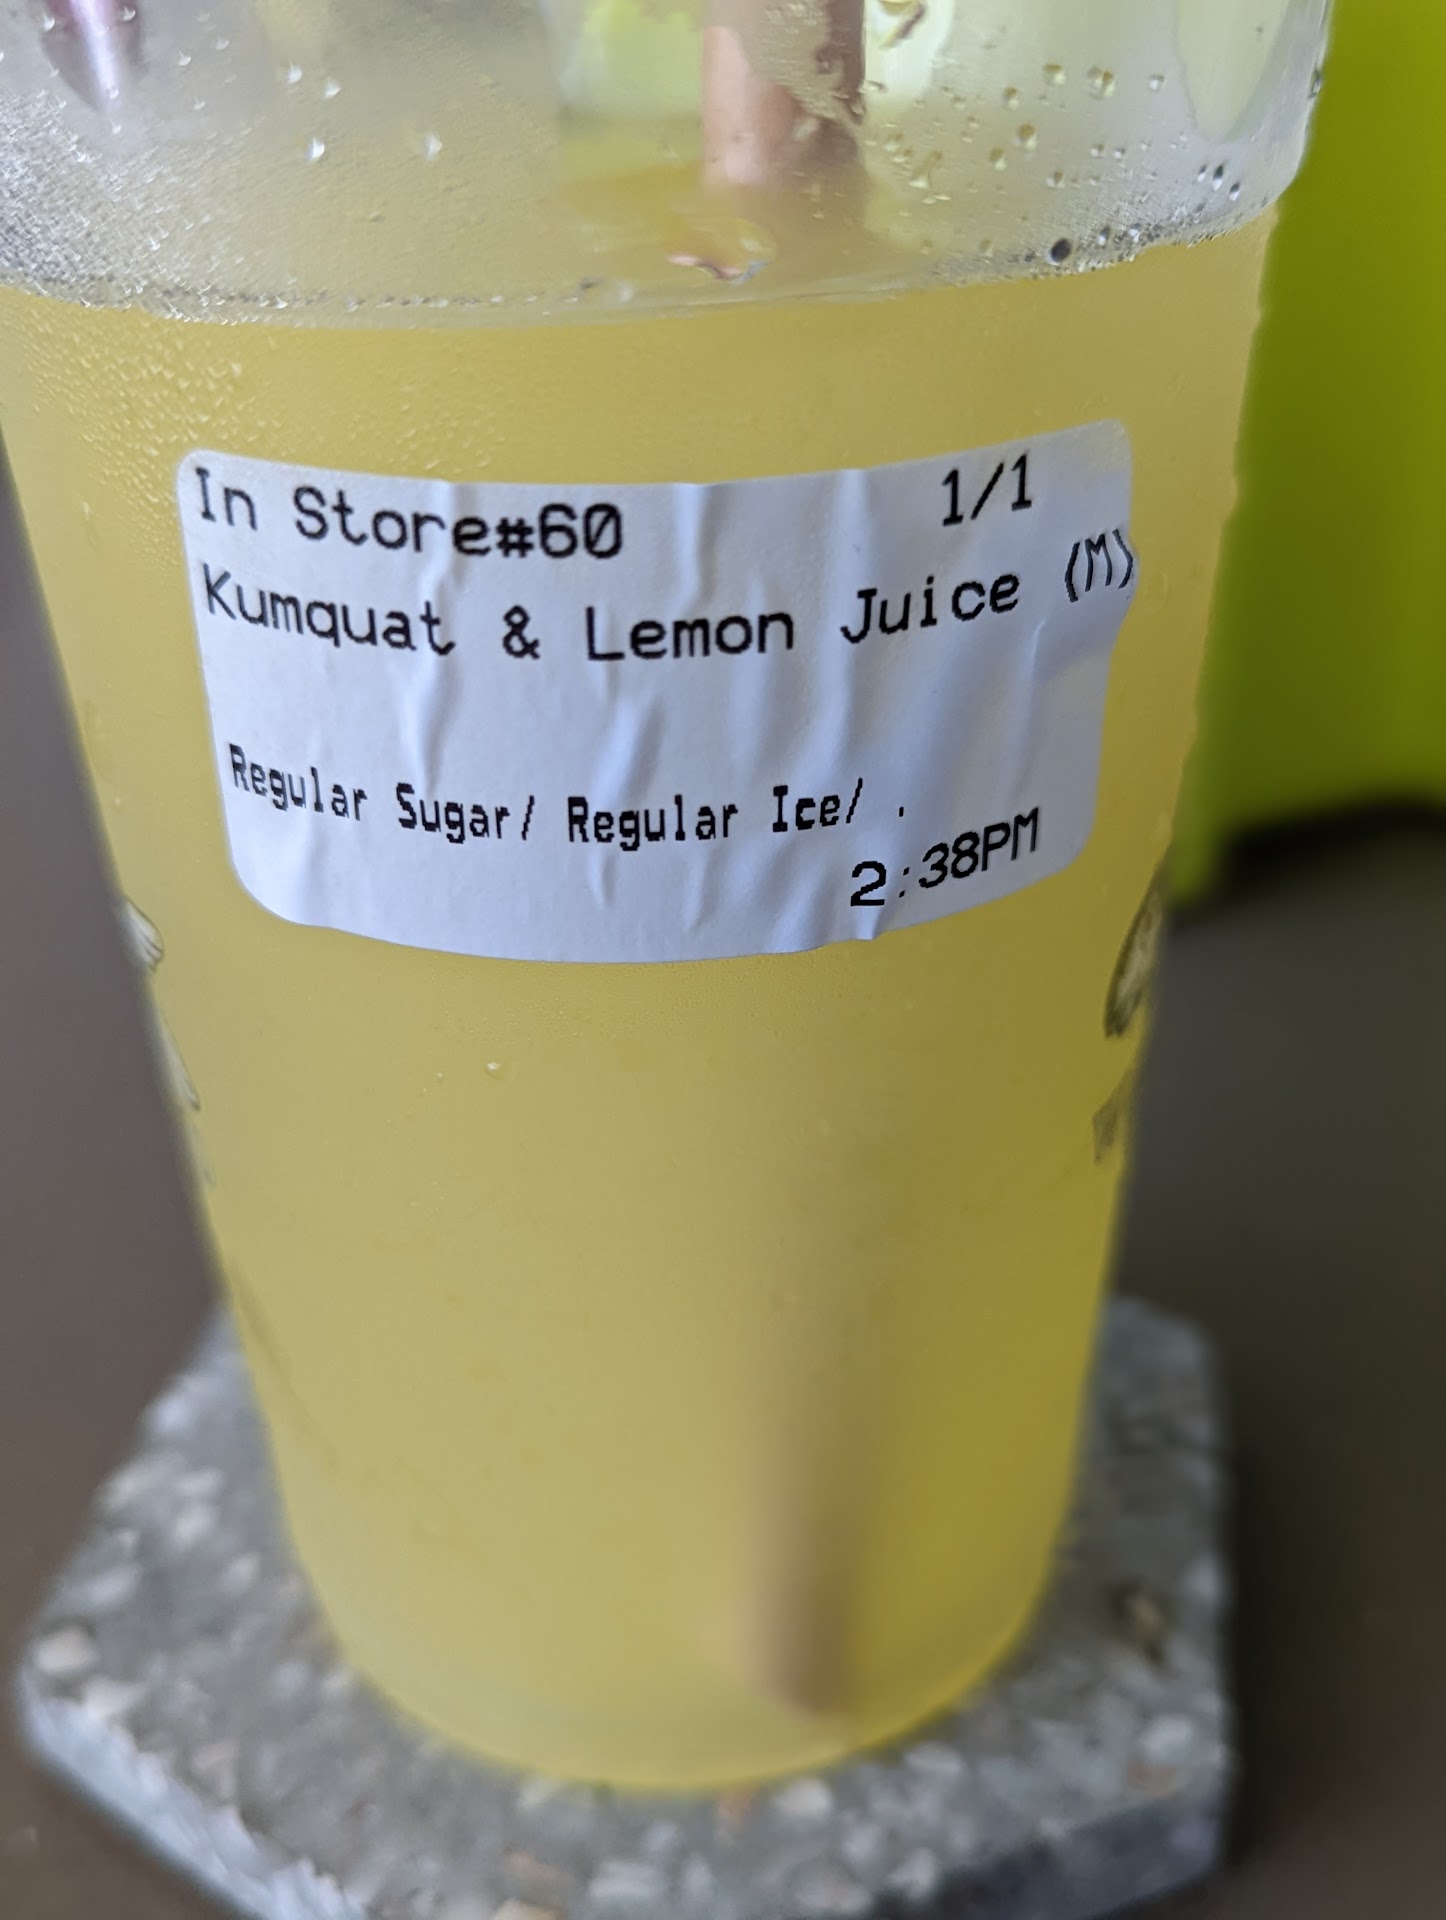 In Store#60 1/1
Kumquat & Lemon Juice (M)
Regular Sugar/ Regular Ice/ .
2:38PM